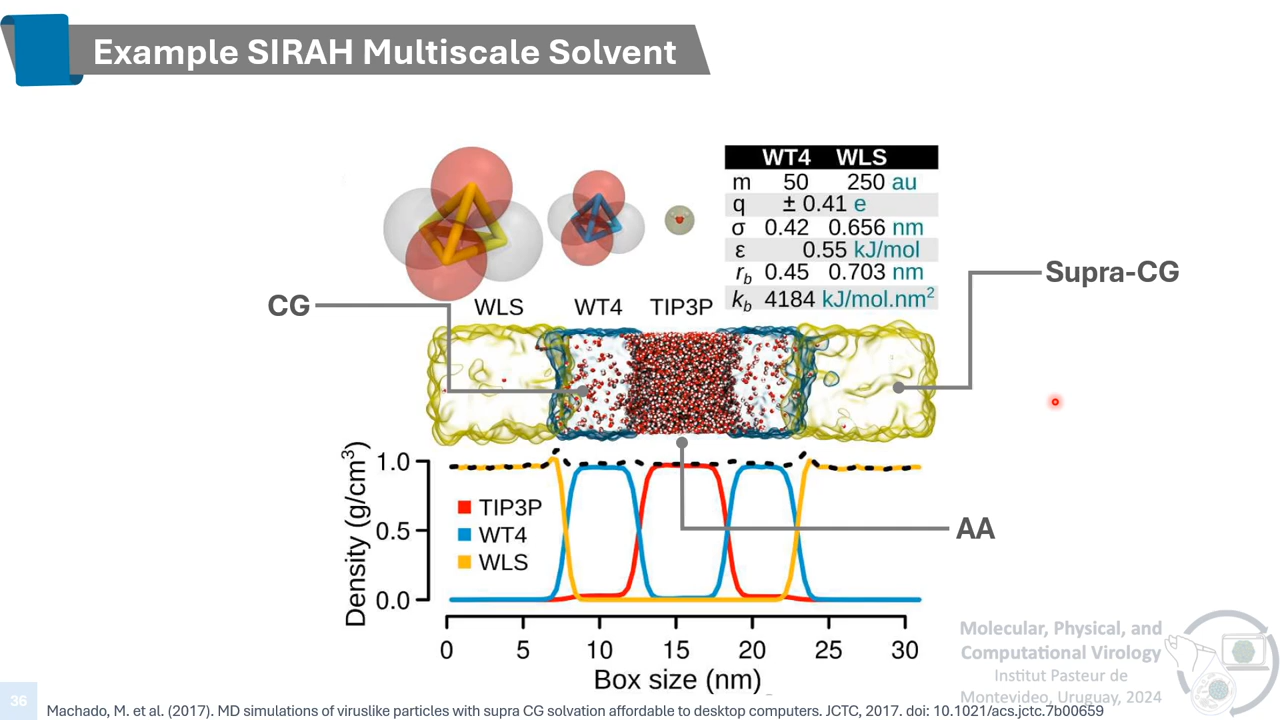 Example SIRAH Multiscale Solvent
WT4 WLS
m 50 250 au
q ± 0.41 e
σ 0.42 0.656 nm
ε 0.55 kJ/mol
r_b 0.45 0.703 nm
k_b 4184 kJ/mol.nm²
Supra-CG
CG
WLS WT4 TIP3P
Density (g/cm³)
1.0
0.5
0.0
TIP3P
WT4
WLS
AA
0 5 10 15 20 25 30
Box size (nm)
Molecular, Physical, and
Computational Virology
Institut Pasteur de
Montevideo, Uruguay, 2024
36
Machado, M. et al. (2017). MD simulations of viruslike particles with supra CG solvation affordable to desktop computers. JCTC, 2017. doi: 10.1021/acs.jctc.7b00659